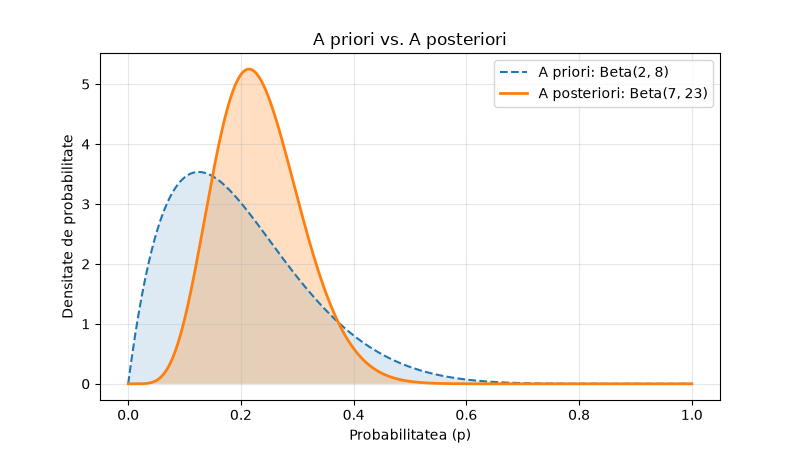 A priori vs. A posteriori
A priori: Beta(2, 8)
A posteriori: Beta(7, 23)
Densitate de probabilitate
5
4
3
2
1
0
0.0 0.2 0.4 0.6 0.8 1.0
Probabilitatea (p)